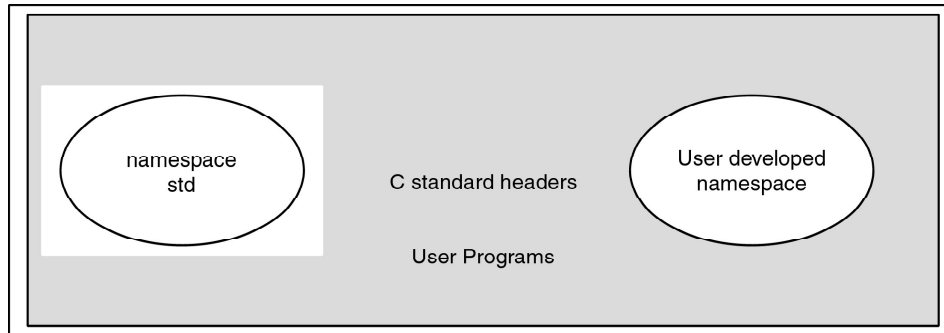 namespace
std
C standard headers
User Programs
User developed
namespace